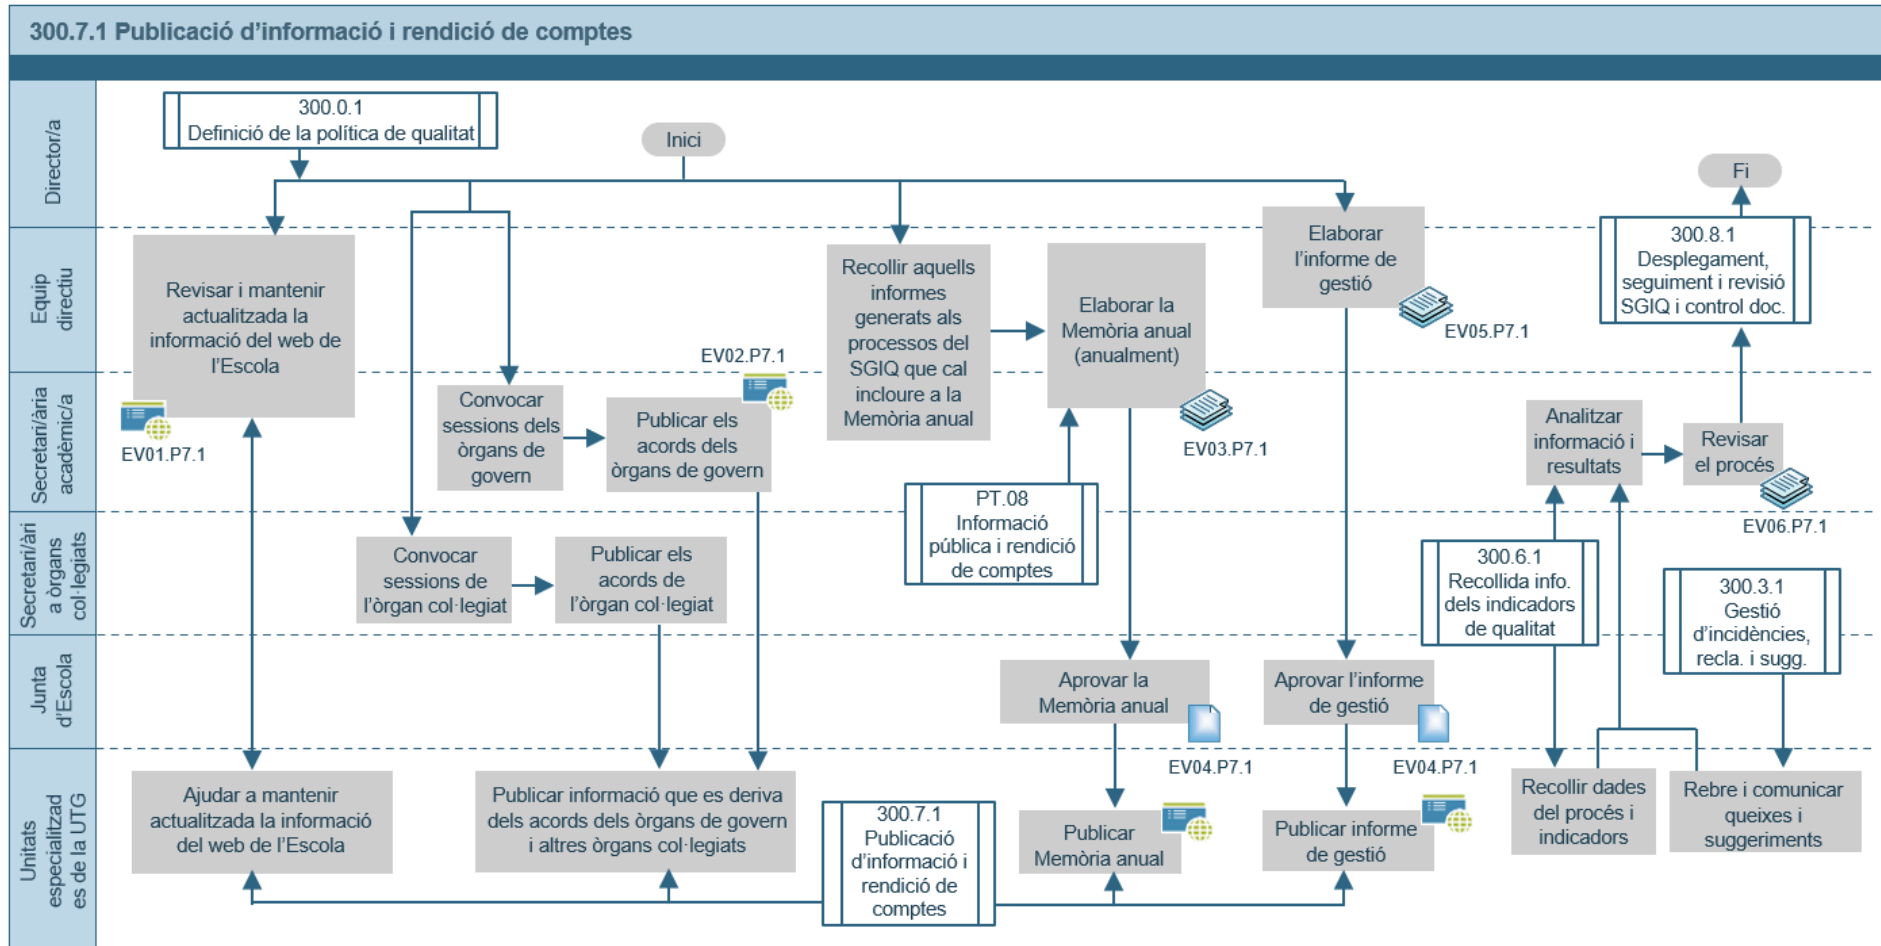 300.7.1 Publicació d’informació i rendició de comptes
Director/a
300.0.1
Definició de la política de qualitat
Inici
Fi
Equip
directiu
Revisar i mantenir
actualitzada la
informació del web de
l’Escola
EV01.P7.1
Recollir aquells
informes
generats als
processos del
SGIQ que cal
incloure a la
Memòria anual
Elaborar la
Memòria anual
(anualment)
EV03.P7.1
Elaborar
l’informe de
gestió
EV05.P7.1
300.8.1
Desplegament,
seguiment i revisió
SGIQ i control doc.
Secretari/ària
acadèmic/a
Convocar
sessions dels
òrgans de
govern
EV02.P7.1
Publicar els
acords dels
òrgans de govern
PT.08
Informació
pública i rendició
de comptes
Analitzar
informació i
resultats
Revisar
el procés
EV06.P7.1
Secretari/àri
a òrgans
col·legiats
Convocar
sessions de
l’òrgan col·legiat
Publicar els
acords de
l’òrgan col·legiat
300.6.1
Recollida info.
dels indicadors
de qualitat
300.3.1
Gestió
d’incidències,
recla. i sugg.
Junta
d’Escola
Aprovar la
Memòria anual
EV04.P7.1
Aprovar l’informe
de gestió
EV04.P7.1
Unitats
especialitzad
es de la UTG
Ajudar a mantenir
actualitzada la informació
del web de l’Escola
Publicar informació que es deriva
dels acords dels òrgans de govern
i altres òrgans col·legiats
300.7.1
Publicació
d’informació i
rendició de
comptes
Publicar
Memòria anual
Publicar informe
de gestió
Recollir dades
del procés i
indicadors
Rebre i comunicar
queixes i
suggeriments